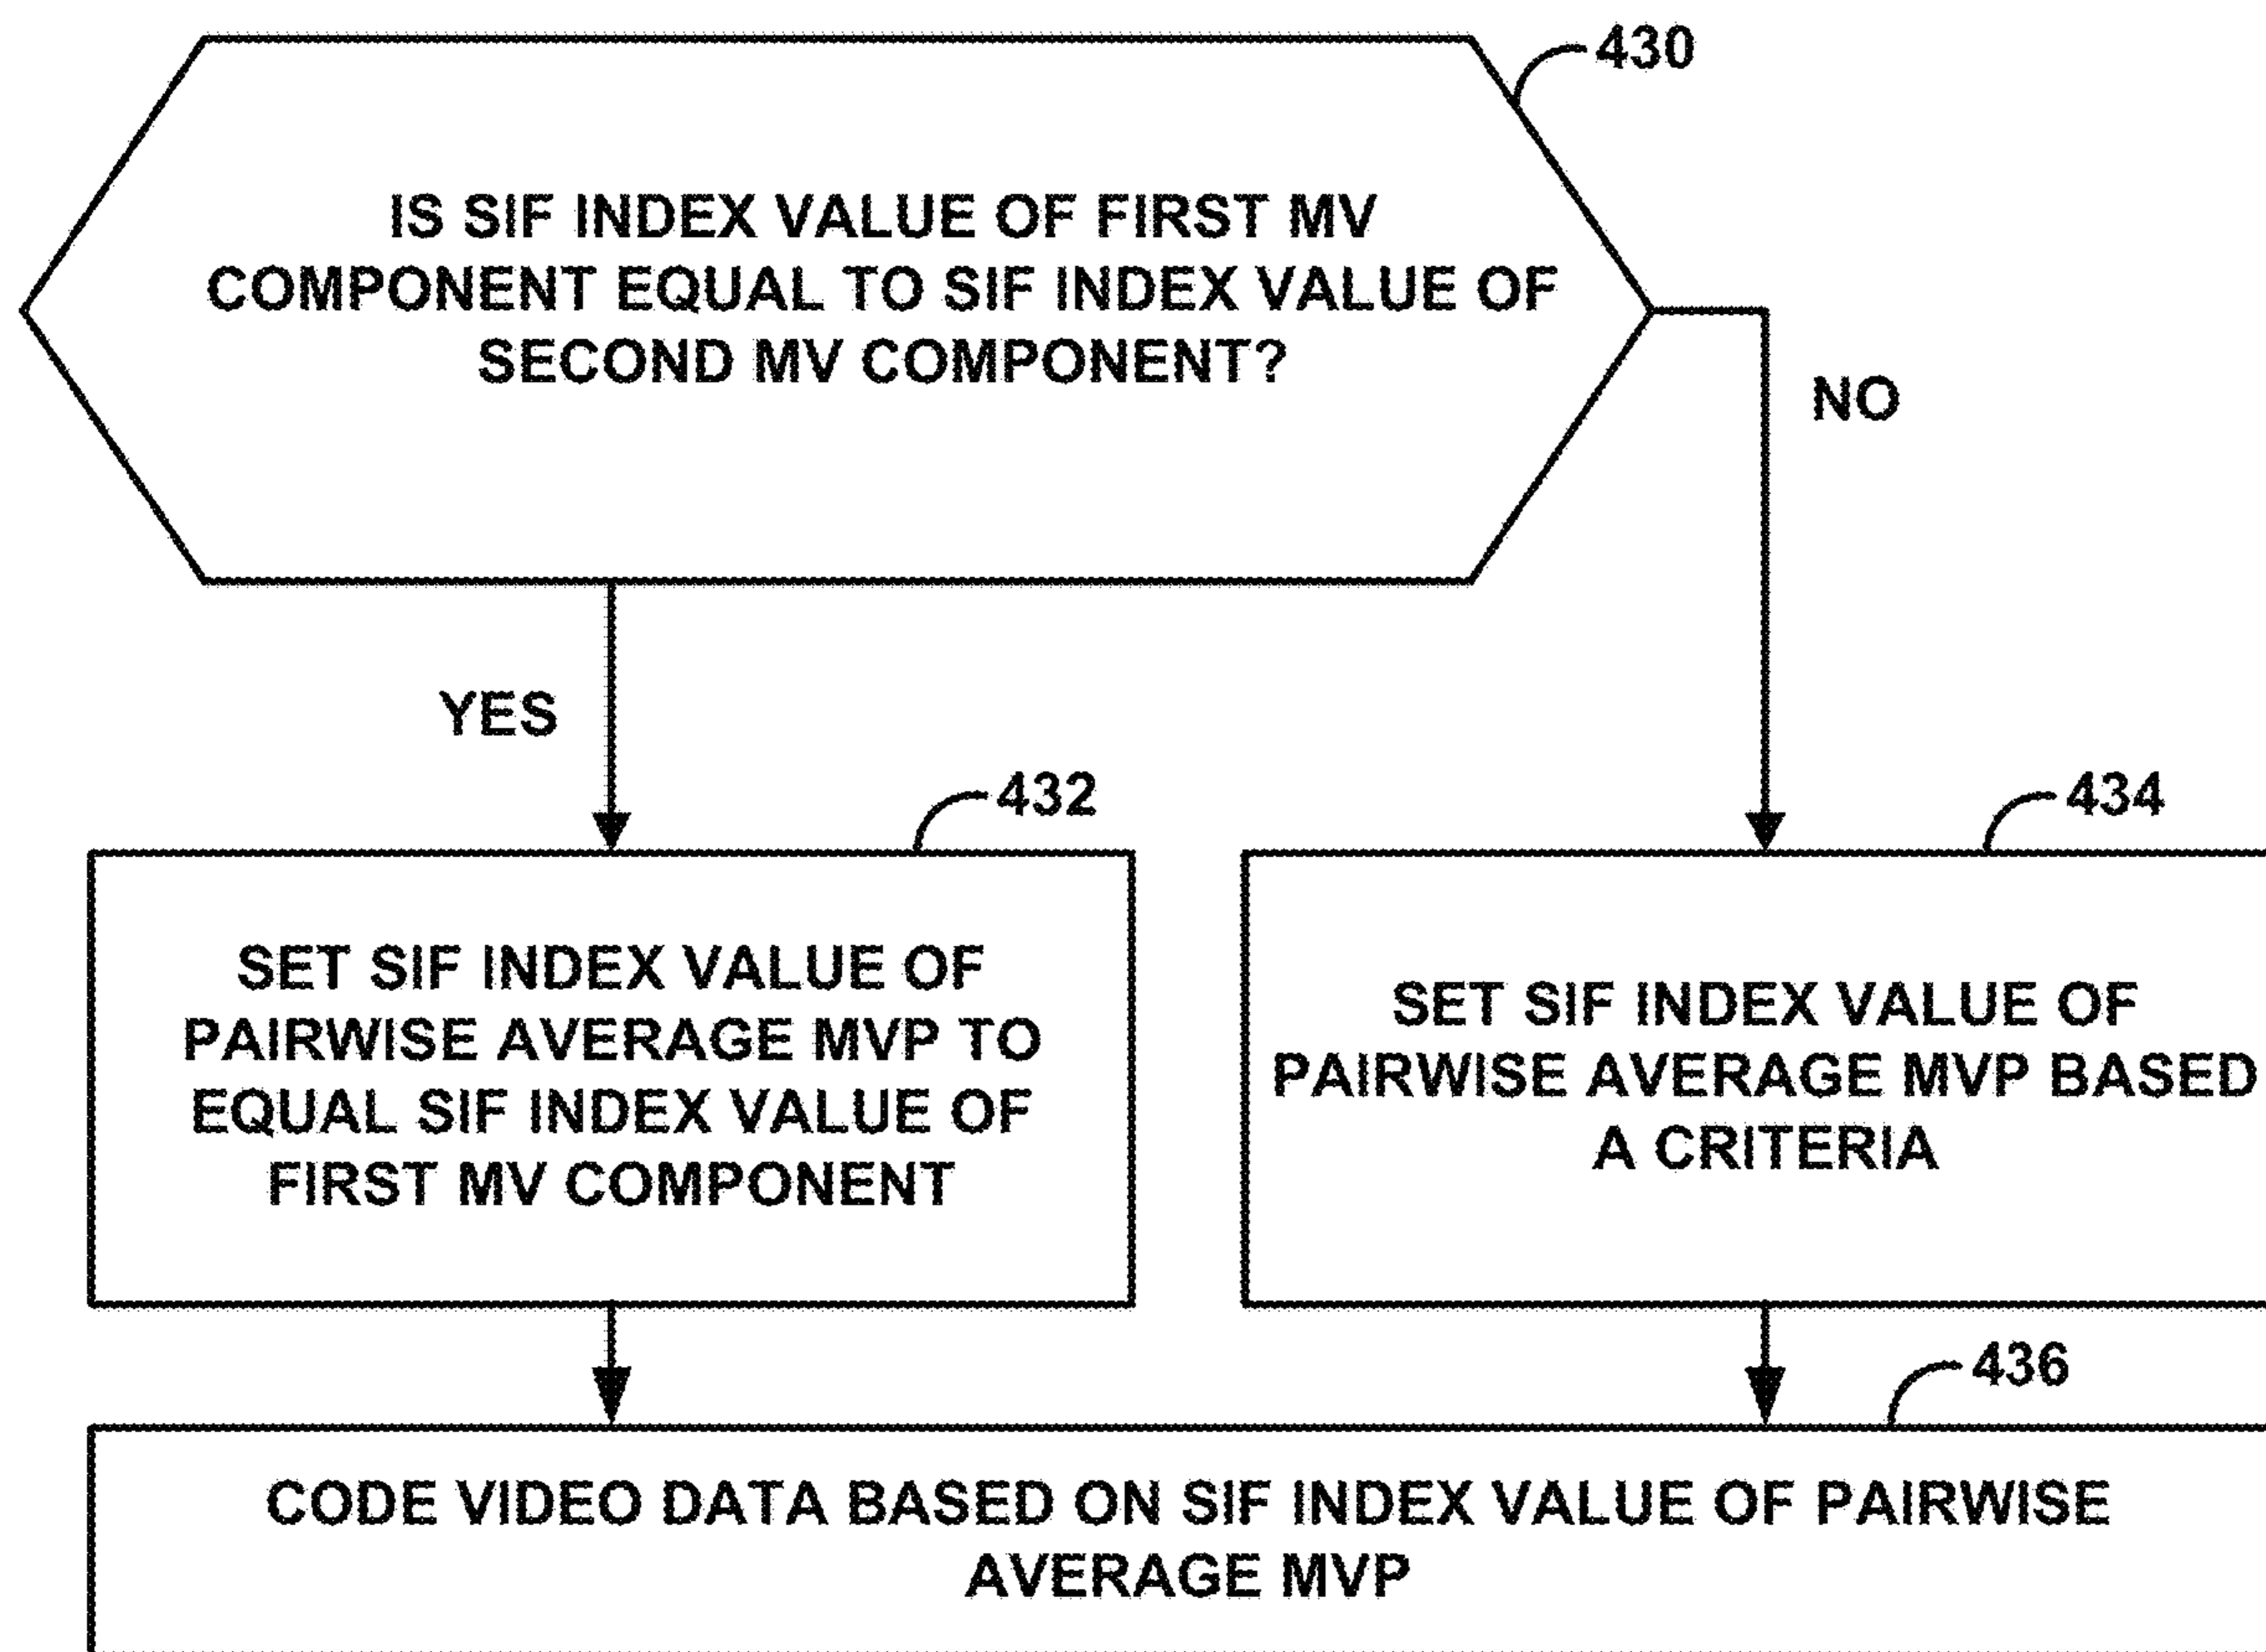 430
IS SIF INDEX VALUE OF FIRST MV
COMPONENT EQUAL TO SIF INDEX VALUE OF
SECOND MV COMPONENT?
NO
YES
432
434
SET SIF INDEX VALUE OF
PAIRWISE AVERAGE MVP TO
EQUAL SIF INDEX VALUE OF
FIRST MV COMPONENT
SET SIF INDEX VALUE OF
PAIRWISE AVERAGE MVP BASED
A CRITERIA
436
CODE VIDEO DATA BASED ON SIF INDEX VALUE OF PAIRWISE
AVERAGE MVP